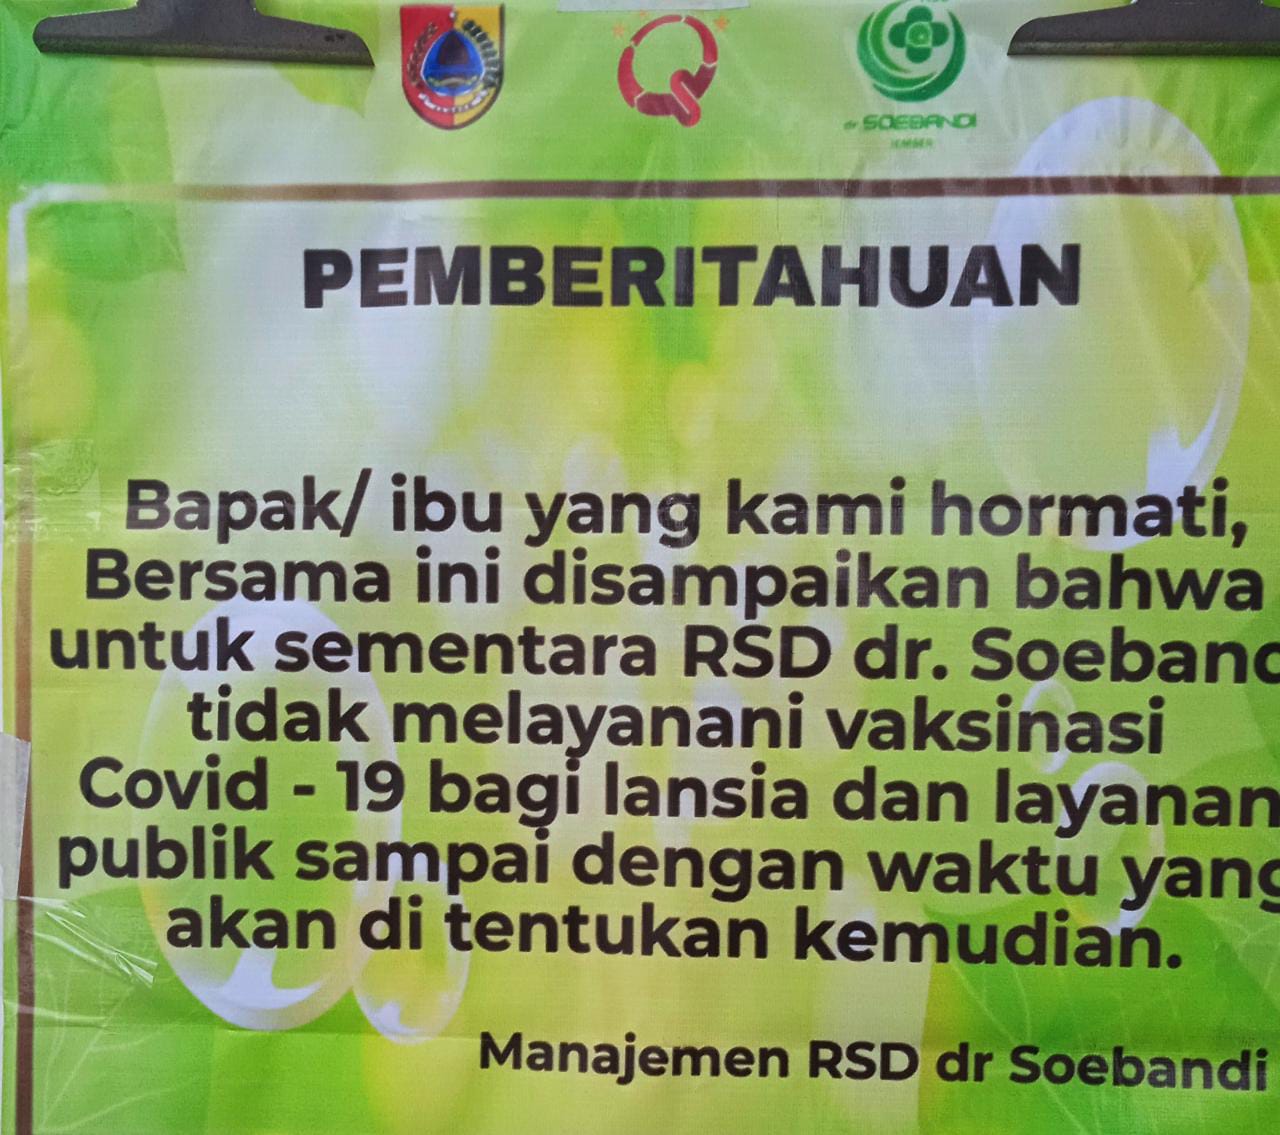 dr SOEBANDI
JEMBER
PEMBERITAHUAN
Bapak/ ibu yang kami hormati,
Bersama ini disampaikan bahwa
untuk sementara RSD dr. Soeband
tidak melayanani vaksinasi
Covid - 19 bagi lansia dan layanan
publik sampai dengan waktu yang
akan di tentukan kemudian.
Manajemen RSD dr Soebandi